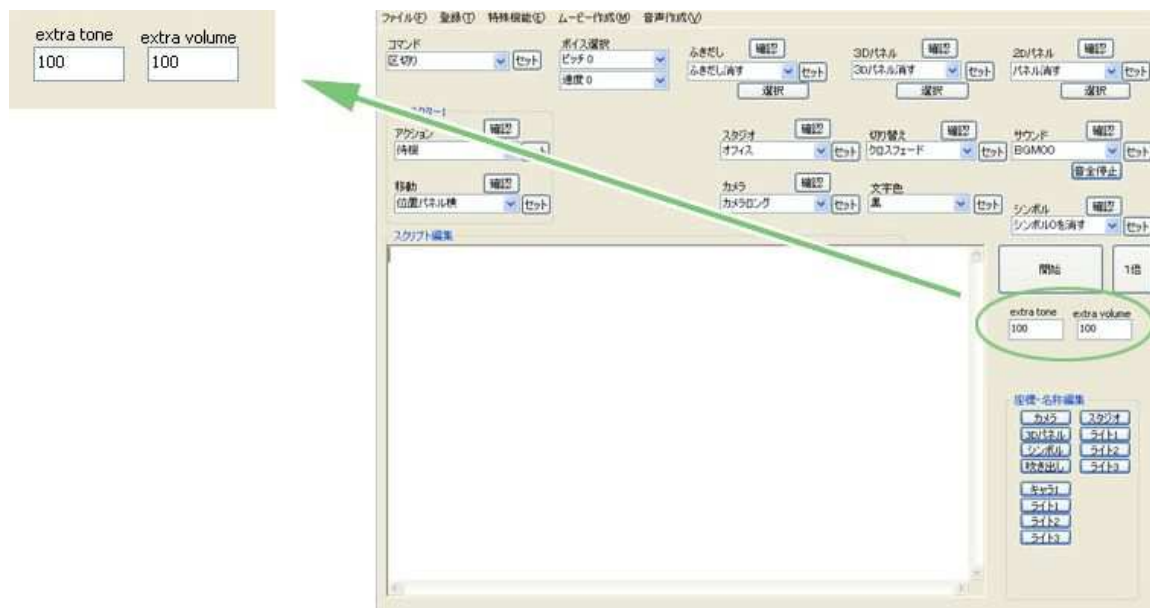 extra tone
extra volume
100
100
ファイル(F) 登録(T) 特殊機能(E) ムービー作成(M) 音声作成(V)
コマンド
区切り
セット
ボイス選択
ピッチ 0
速度 0
ふきだし
確認
ふきだし消す
セット
選択
3Dパネル
確認
3Dパネル消す
セット
選択
2Dパネル
確認
パネル消す
セット
選択
アクション
確認
待機
移動
確認
位置パネル横
セット
スタジオ
確認
オフィス
セット
切り替え
確認
クロスフェード
セット
サウンド
確認
BGM00
セット
音全停止
カメラ
確認
カメラロング
セット
文字色
黒
セット
シンボル
確認
シンボル0を消す
セット
スクリプト編集
開始
1倍
extra tone
extra volume
100
100
座標・名称編集
カメラ
スタジオ
3Dパネル
ライト1
シンボル
ライト2
吹き出し
ライト3
キャラ1
ライト1
ライト2
ライト3